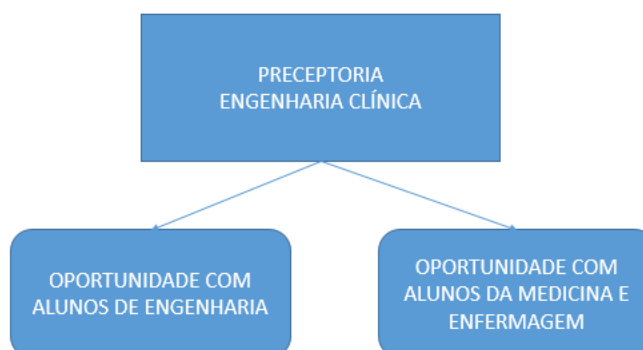 PRECEPTORIA
ENGENHARIA CLÍNICA
OPORTUNIDADE COM
ALUNOS DE ENGENHARIA
OPORTUNIDADE COM
ALUNOS DA MEDICINA E
ENFERMAGEM